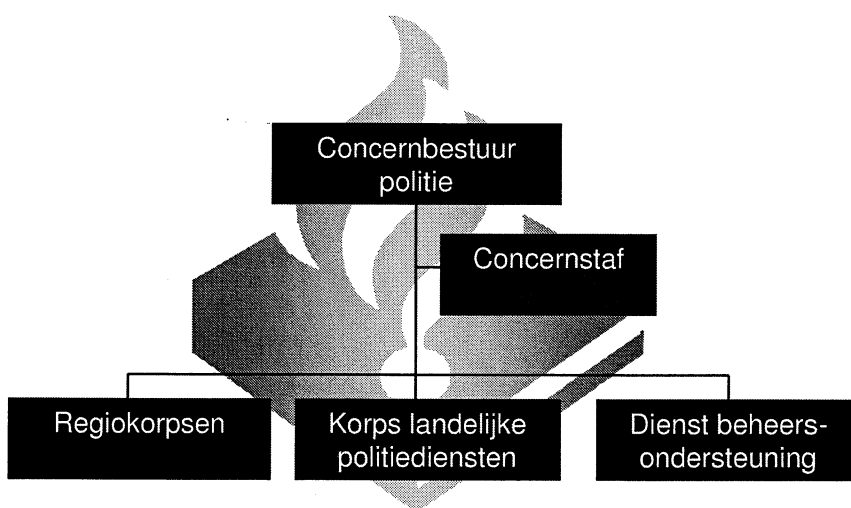 Concernbestuur
politie
Concernstaf
Regiokorpsen
Korps landelijke
politiediensten
Dienst beheers-
ondersteuning